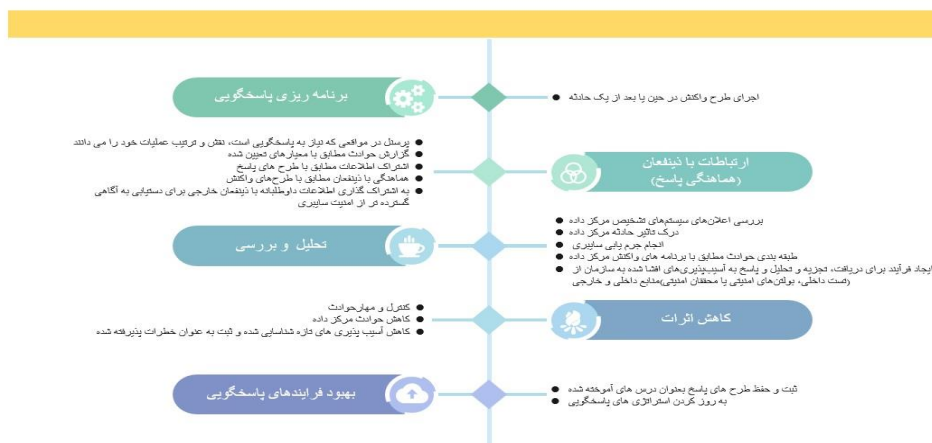 برنامه ریزی پاسخگویی
اجرای طرح واکنش در حین یا بعد از یک حادثه
ارتباطات با ذینفعان
(هماهنگی پاسخ)
پرسنل در مواقعی که نیاز به پاسخگویی است، نقش و ترتیب عملیات خود را می دانند
گزارش حوادث مطابق با معیارهای تعیین شده
اشتراک اطلاعات مطابق با طرح های پاسخ
هماهنگی با ذینفعان مطابق با طرح‌های واکنش
به اشتراک گذاری اطلاعات داوطلبانه با ذینفعان خارجی برای دستیابی به آگاهی
گسترده تر از امنیت سایبری
تحلیل و بررسی
بررسی اعلان‌های سیستم‌های تشخیص مرکز داده
درک تاثیر حادثه مرکز داده
انجام جرم یابی سایبری
طبقه بندی حوادث مطابق با برنامه های واکنش مرکز داده
ایجاد فرآیند برای دریافت، تجزیه و تحلیل و پاسخ به آسیب‌پذیری‌های افشا شده به سازمان از
(تست داخلی، بولتن‌های امنیتی یا محققان امنیتی)منابع داخلی و خارجی
کاهش اثرات
کنترل و مهارحوادث
کاهش حوادث مرکز داده
کاهش آسیب پذیری های تازه شناسایی شده و ثبت به عنوان خطرات پذیرفته شده
بهبود فرایندهای پاسخگویی
ثبت و حفظ طرح های پاسخ بعنوان درس های آموخته شده
به روز کردن استراتژی های پاسخگویی